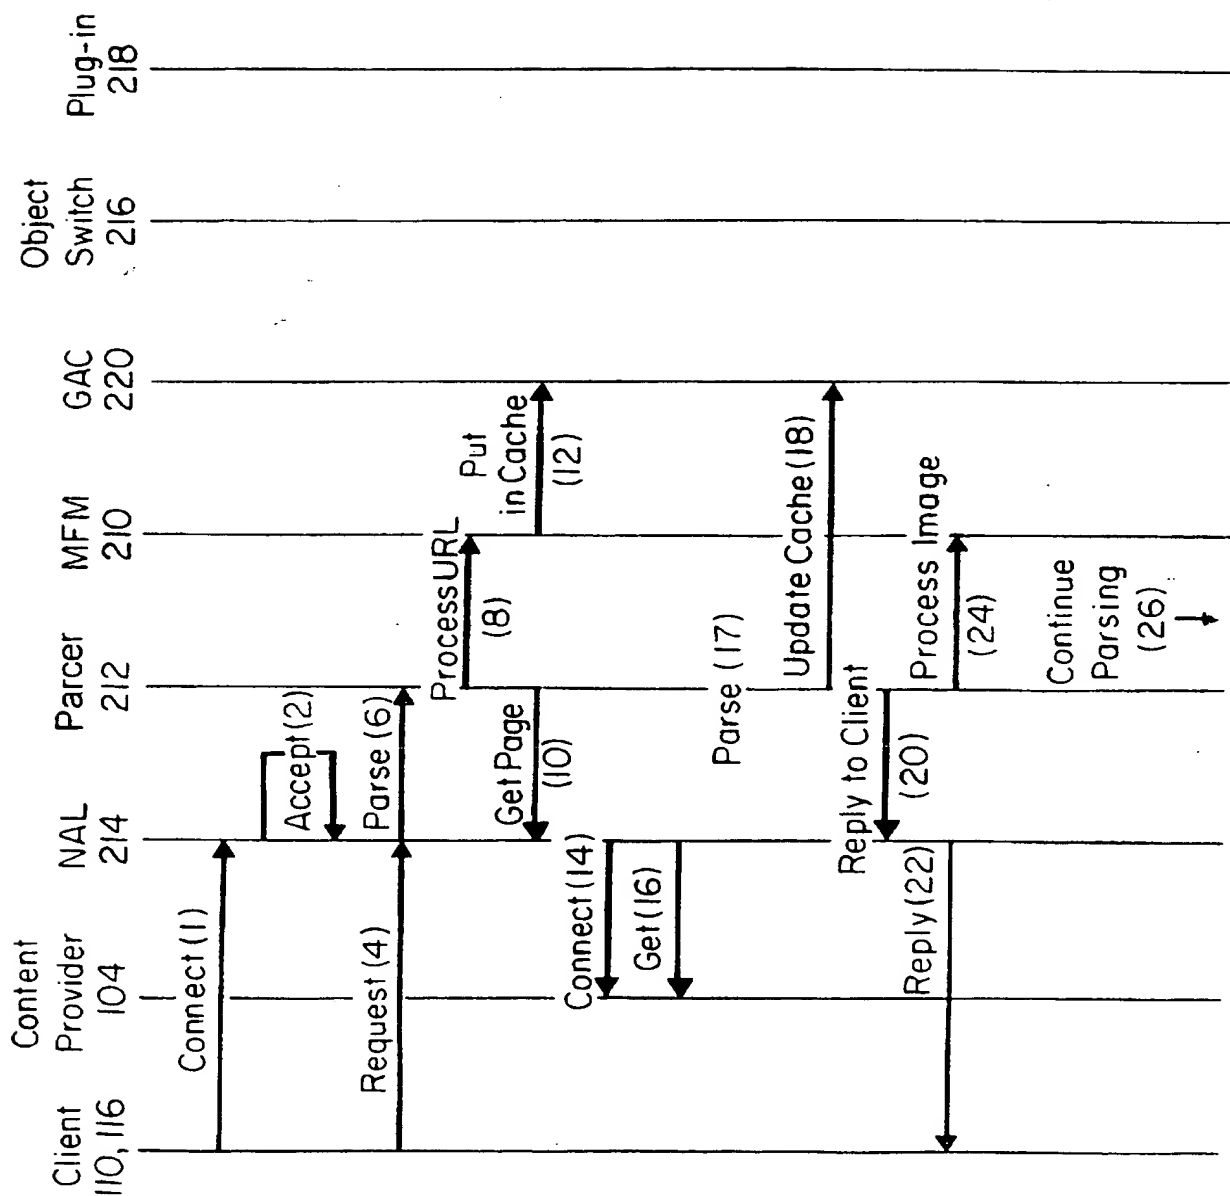 Client
110, 116
Content
Provider
104
NAL
214
Parcer
212
MFM
210
GAC
220
Object
Switch
216
Plug-in
218
Connect (1)
Accept (2)
Request (4)
Parse (6)
Process URL
(8)
Get Page
(10)
Put
in Cache
(12)
Connect (14)
Get (16)
Parse (17)
Update Cache (18)
Reply to Client
(20)
Reply (22)
Process Image
(24)
Continue
Parsing
(26)